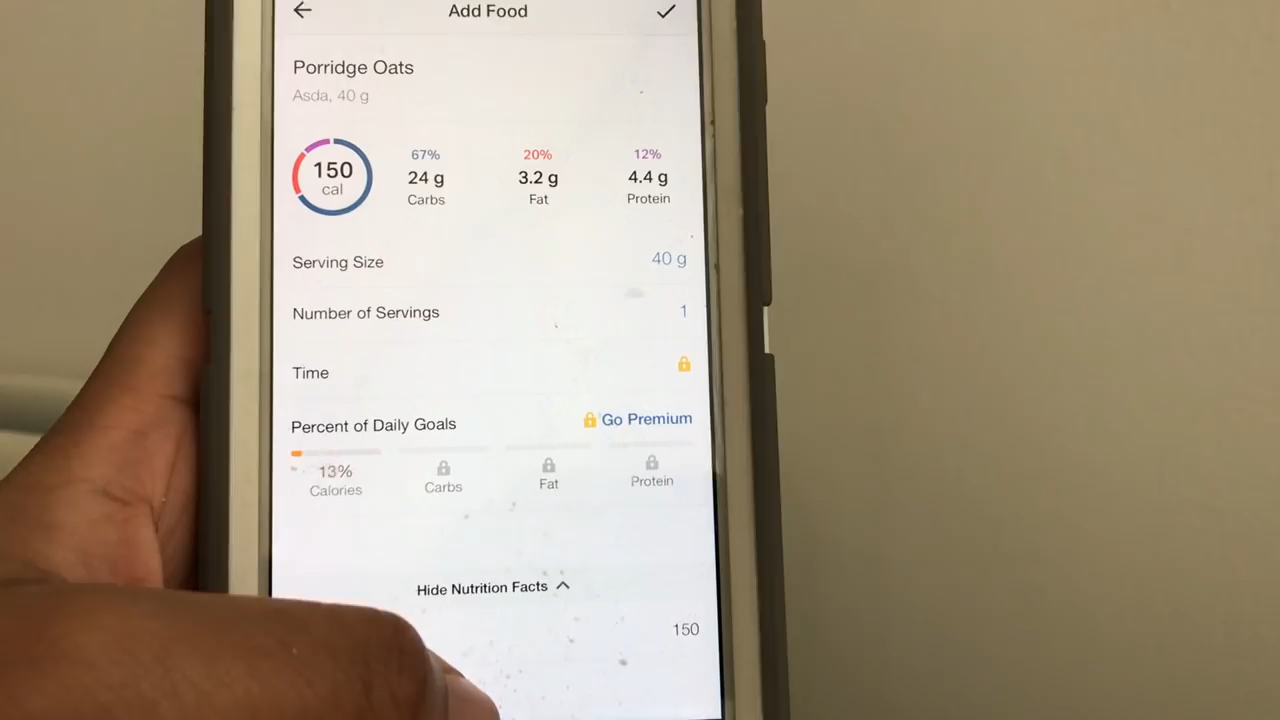 Add Food
Porridge Oats
Asda, 40 g
150
cal
67%
24 g
Carbs
20%
3.2 g
Fat
12%
4.4 g
Protein
Serving Size
40 g
Number of Servings
1
Time
Percent of Daily Goals
Go Premium
13%
Calories
Carbs
Fat
Protein
Hide Nutrition Facts
150